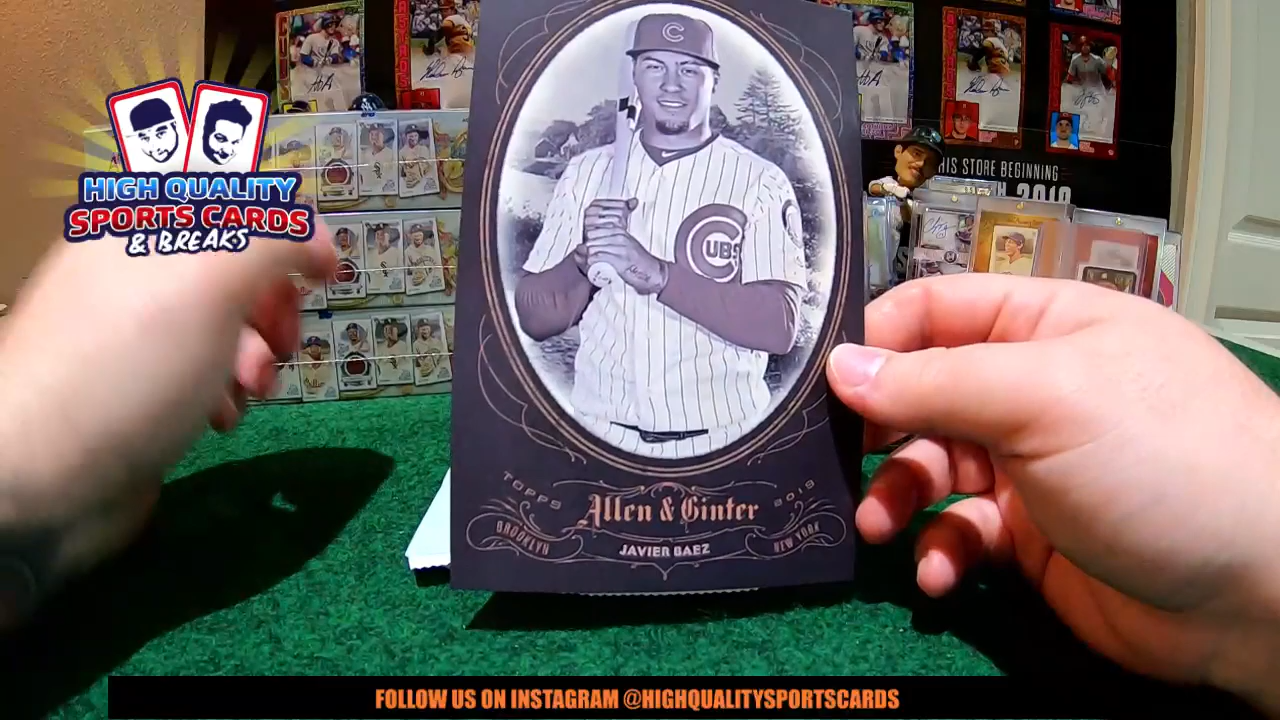 HIGH QUALITY
SPORTS CARDS
& BREAKS
C
CUBS
HIS STORE BEGINNING
TOPPS 2019
Allen & Ginter
BROOKLYN
NEW YORK
JAVIER BAEZ
FOLLOW US ON INSTAGRAM @HIGHQUALITYSPORTSCARDS